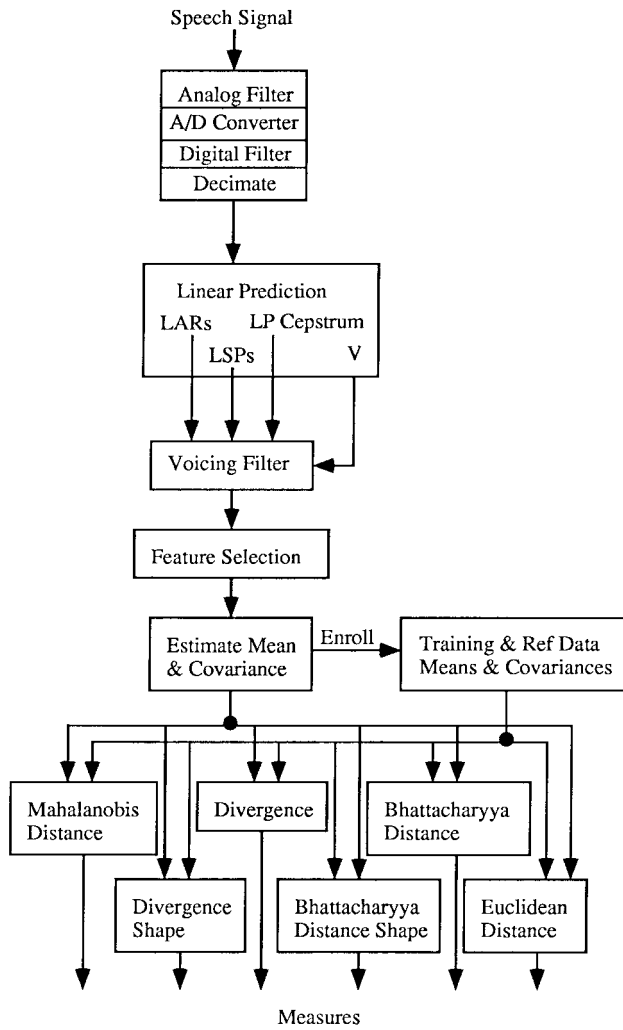 Speech Signal
Analog Filter
A/D Converter
Digital Filter
Decimate
Linear Prediction
LARs
LP Cepstrum
LSPs
V
Voicing Filter
Feature Selection
Estimate Mean
& Covariance
Enroll
Training & Ref Data
Means & Covariances
Mahalanobis
Distance
Divergence
Bhattacharyya
Distance
Divergence
Shape
Bhattacharyya
Distance Shape
Euclidean
Distance
Measures